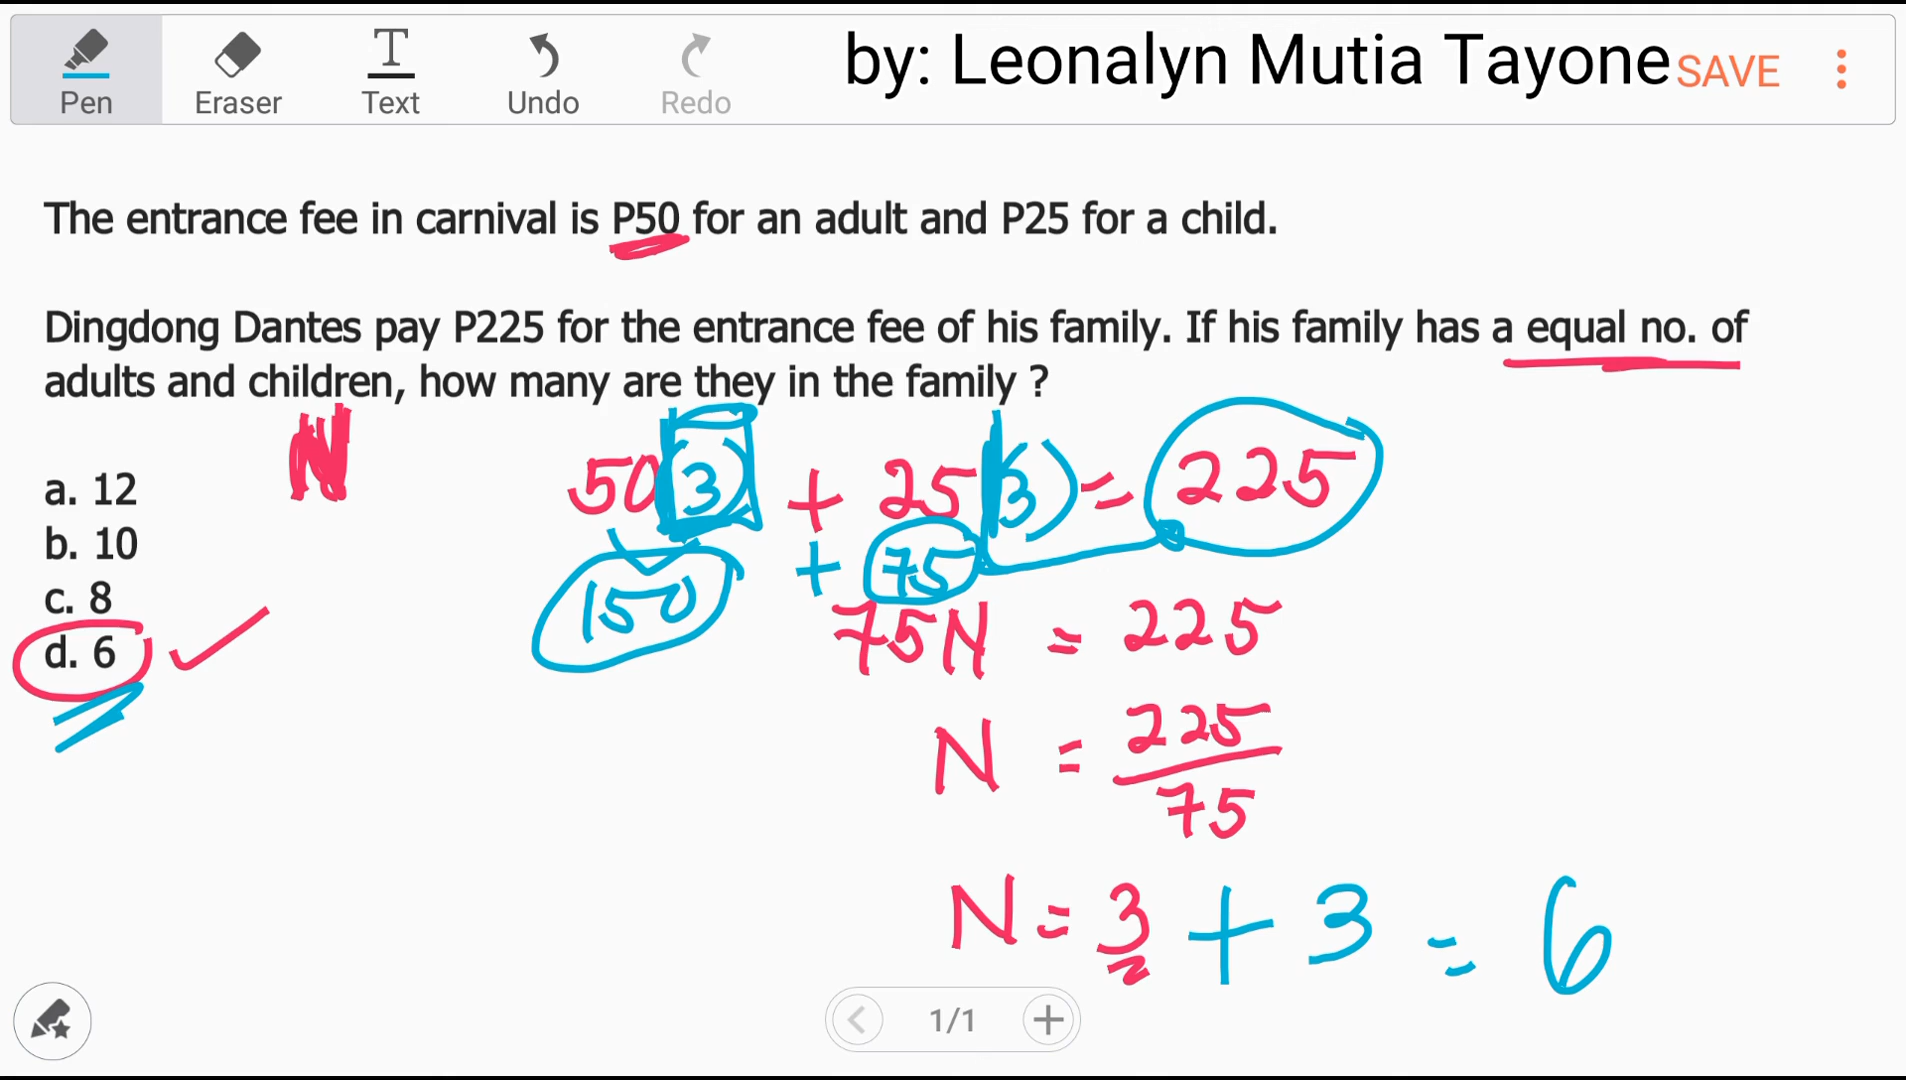 by: Leonalyn Mutia Tayone
SAVE
Pen
Eraser
Text
Undo
Redo
The entrance fee in carnival is P50 for an adult and P25 for a child.
Dingdong Dantes pay P225 for the entrance fee of his family. If his family has a equal no. of
adults and children, how many are they in the family ?
N
50(3) + 25(3) = 225
a. 12
b. 10
150 + 75
c. 8
75N = 225
d. 6
N = 225/75
N = 3 + 3 = 6
1/1